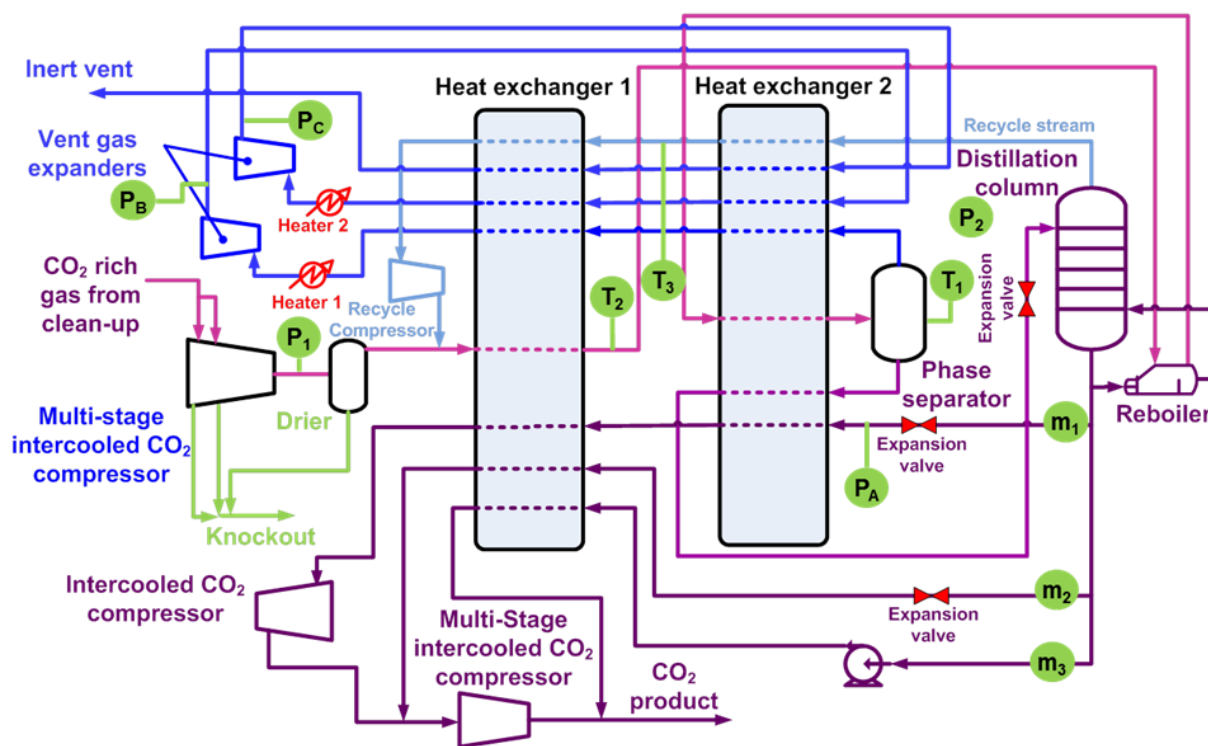 Inert vent
Heat exchanger 1
Heat exchanger 2
P_C
Recycle stream
Vent gas
expanders
Distillation
column
P_B
P_2
Heater 2
CO₂ rich
gas from
clean-up
Heater 1
T_2
T_3
T_1
Expansion
valve
Recycle
Compressor
P_1
Phase
separator
Reboiler
Drier
Multi-stage
intercooled CO₂
compressor
m_1
Expansion
valve
P_A
Knockout
Intercooled CO₂
compressor
m_2
Expansion
valve
Multi-Stage
intercooled CO₂
compressor
m_3
CO₂
product